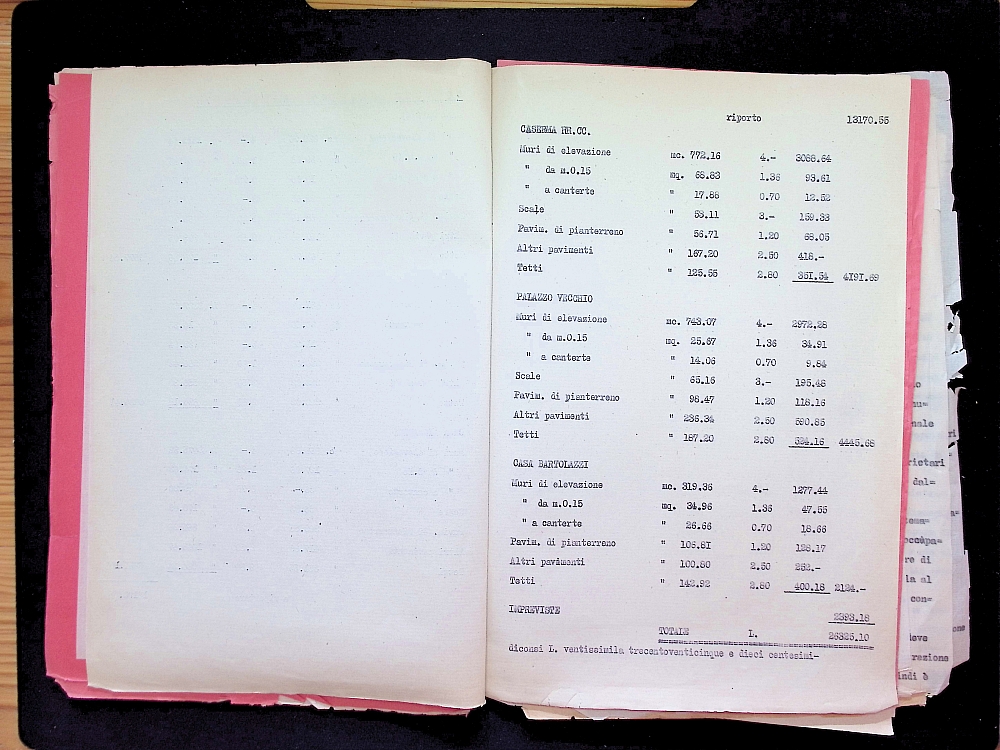 riporto 13170.55
CASERMA RR.CC.
Muri di elevazione mc. 772.16 4.- 3088.64
" da m.0.15 mq. 68.83 1.36 93.61
" a canterte " 17.88 0.70 12.52
Scale " 53.11 3.- 159.33
Pavim. di pianterreno " 56.71 1.20 68.05
Altri pavimenti " 167.20 2.50 418.-
Tetti " 125.55 2.80 351.54 4191.69
PALAZZO VECCHIO
Muri di elevazione mc. 743.07 4.- 2972.28
" da m.0.15 mq. 25.67 1.36 34.91
" a canterte " 14.06 0.70 9.84
Scale " 65.16 3.- 195.48
Pavim. di pianterreno " 98.47 1.20 118.16
Altri pavimenti " 236.34 2.50 590.85
Tetti " 187.20 2.80 524.16 4445.68
CASA BARTOLAZZI
Muri di elevazione mc. 319.36 4.- 1277.44
" da m.0.15 mq. 34.96 1.36 47.55
" a canterte " 26.66 0.70 18.66
Pavim. di pianterreno " 106.81 1.20 128.17
Altri pavimenti " 100.80 2.50 252.-
Tetti " 142.92 2.80 400.18 2124.-
IMPREVISTE 2393.18
TOTALE L. 26325.10
diconsi L. ventissimila trecentoventicinque e dieci centesimi-